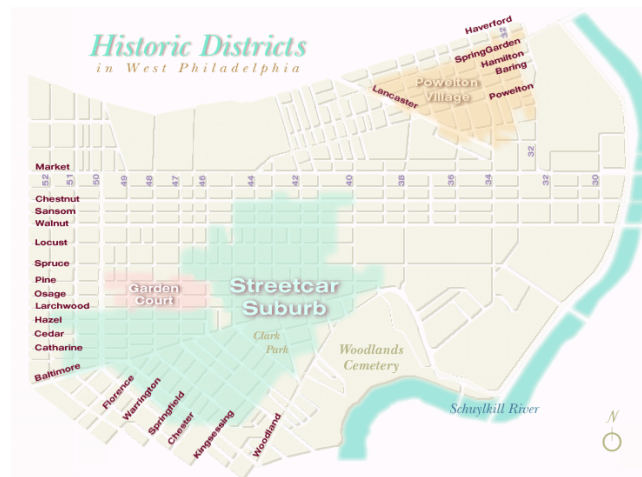 Historic Districts
in West Philadelphia
Haverford
32
SpringGarden
Hamilton
Baring
Powelton
Village
Lancaster
Powelton
32
Market
52
51
50
49
48
47
46
44
42
40
38
36
34
32
30
Chestnut
Sansom
Walnut
Locust
Spruce
Pine
Osage
Larchwood
Hazel
Cedar
Catharine
Baltimore
Garden
Court
Streetcar
Suburb
Clark
Park
Woodlands
Cemetery
Florence
Warrington
Springfield
Chester
Kingsessing
Woodland
Schuylkill River
N